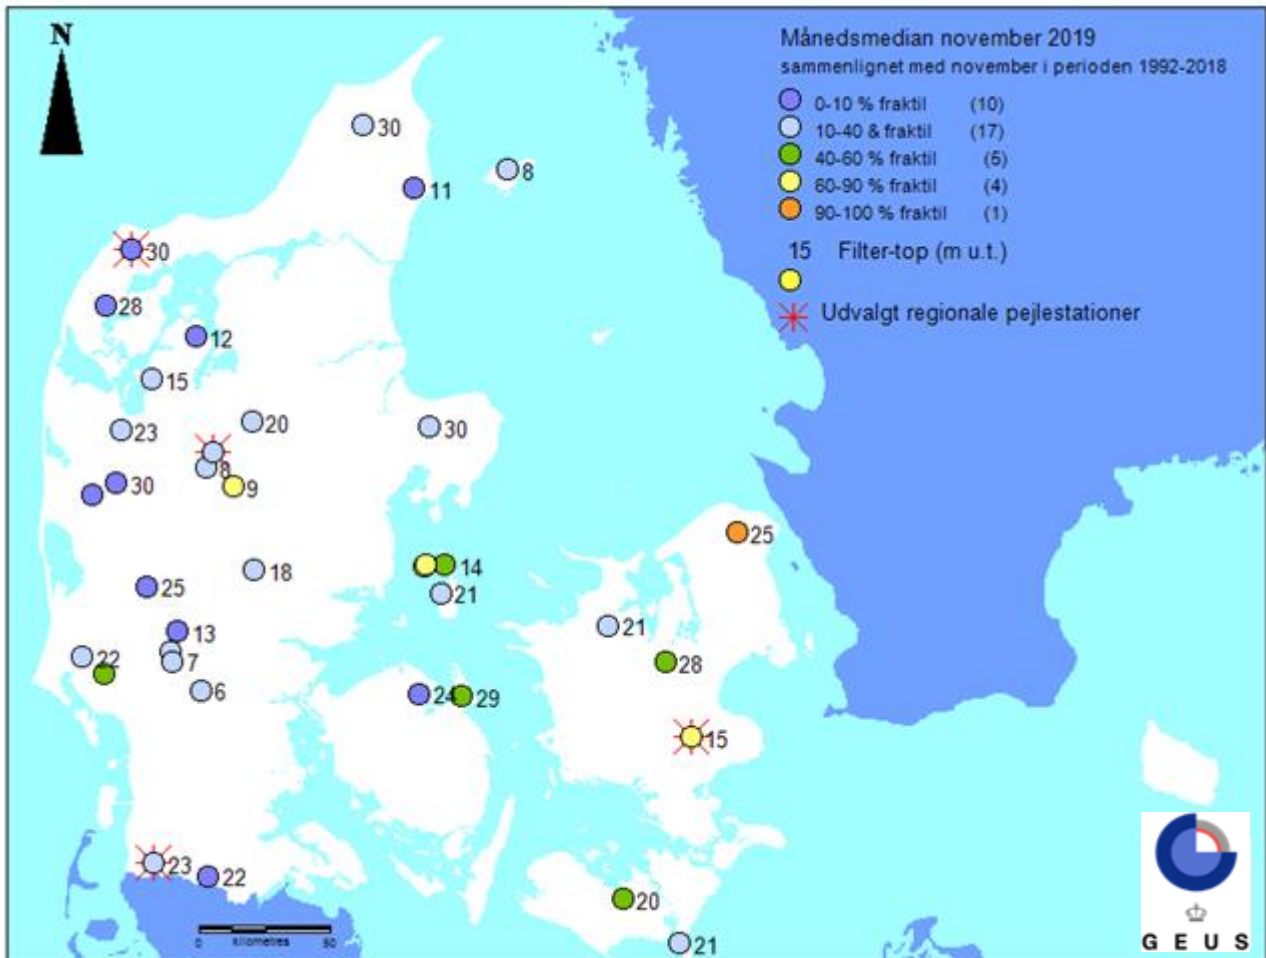 N
Månedsmedian november 2019
sammenlignet med november i perioden 1992-2018
0-10 % fraktil (10)
10-40 & fraktil (17)
40-60 % fraktil (5)
60-90 % fraktil (4)
90-100 % fraktil (1)
15 Filter-top (m u.t.)
Udvalgt regionale pejlestationer
30
8
11
30
28
12
15
20
23
30
8
30
9
25
14
18
25
21
21
13
22
7
28
6
24
29
15
23
22
20
21
0 kilometres 50
GEUS